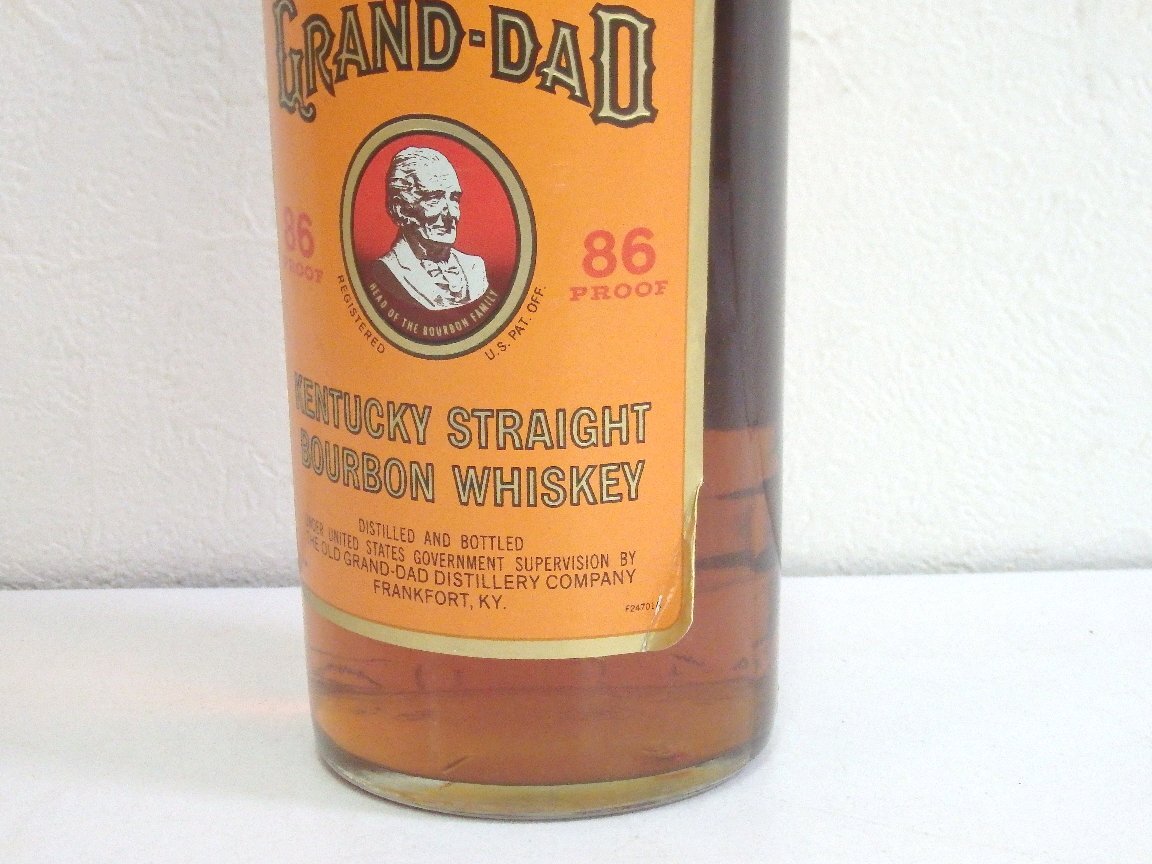 GRAND-DAD
86
PROOF
86
PROOF
HEAD OF THE BOURBON FAMILY
REGISTERED
U.S. PAT. OFF.
KENTUCKY STRAIGHT
BOURBON WHISKEY
DISTILLED AND BOTTLED
UNDER UNITED STATES GOVERNMENT SUPERVISION BY
THE OLD GRAND-DAD DISTILLERY COMPANY
FRANKFORT, KY.